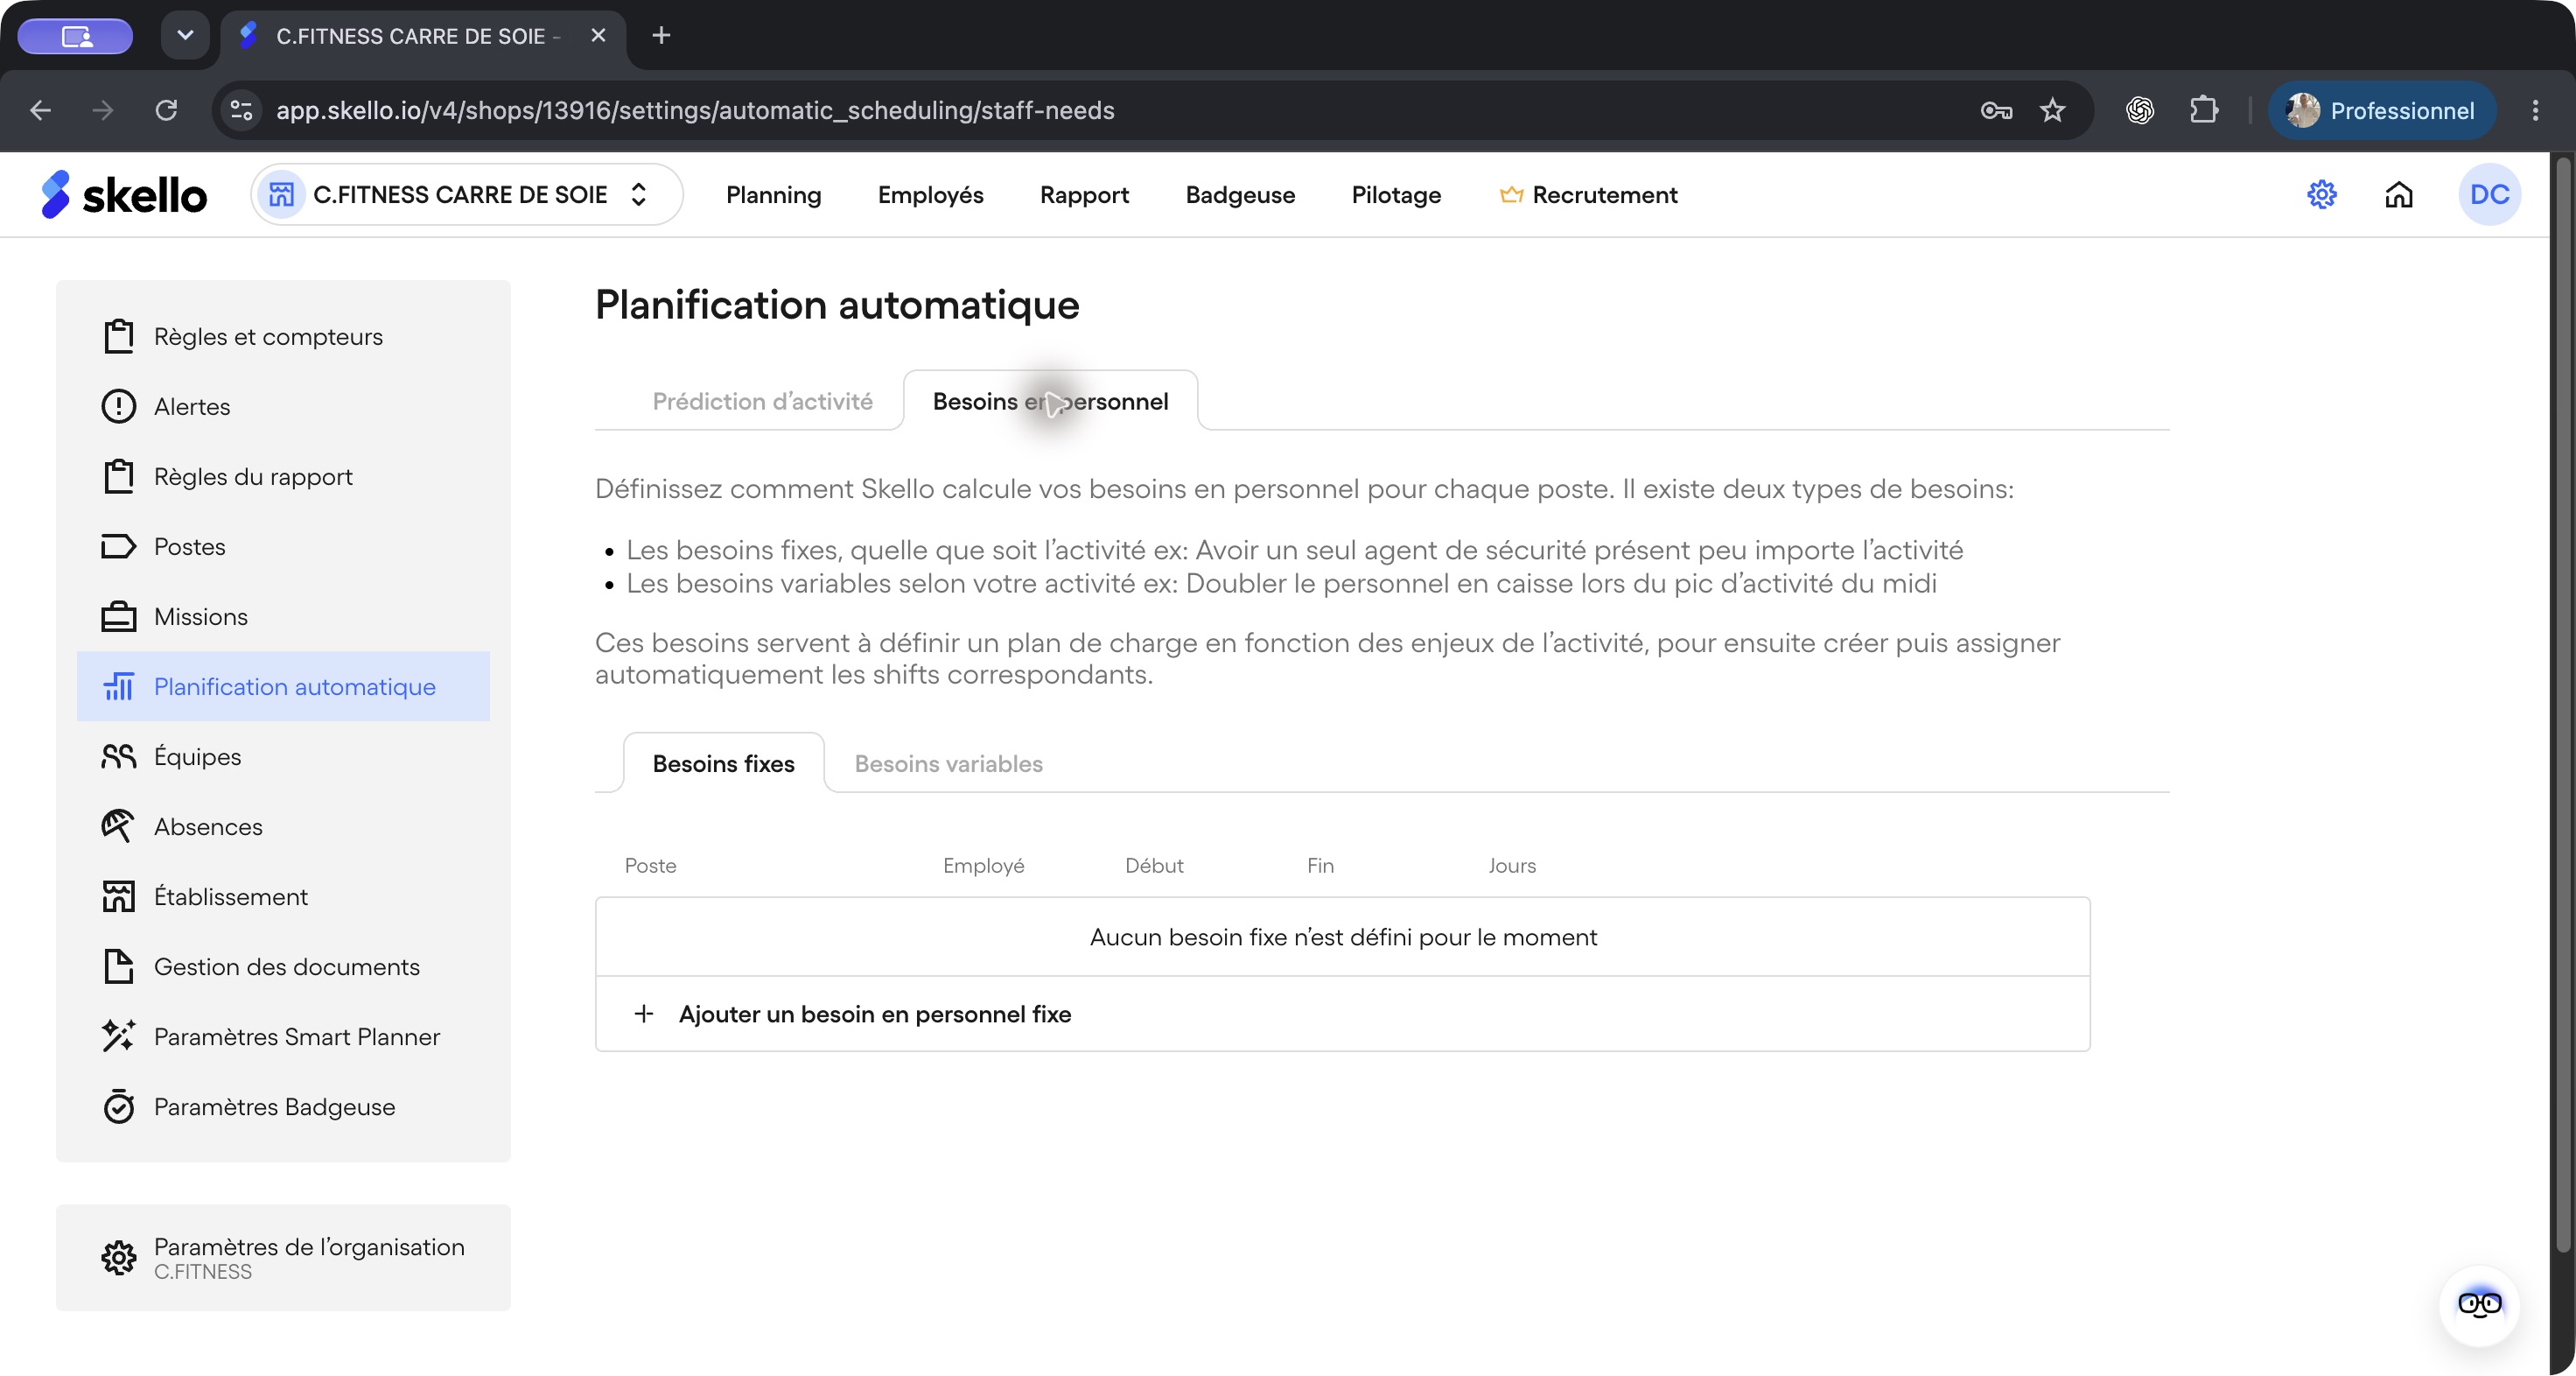 C.FITNESS CARRE DE SOIE -
app.skello.io/v4/shops/13916/settings/automatic_scheduling/staff-needs
Professionnel
skello
C.FITNESS CARRE DE SOIE
Planning
Employés
Rapport
Badgeuse
Pilotage
Recrutement
DC
Règles et compteurs
Alertes
Règles du rapport
Postes
Missions
Planification automatique
Équipes
Absences
Établissement
Gestion des documents
Paramètres Smart Planner
Paramètres Badgeuse
Paramètres de l’organisation
C.FITNESS
Planification automatique
Prédiction d’activité
Besoins en personnel
Définissez comment Skello calcule vos besoins en personnel pour chaque poste. Il existe deux types de besoins:
• Les besoins fixes, quelle que soit l’activité ex: Avoir un seul agent de sécurité présent peu importe l’activité
• Les besoins variables selon votre activité ex: Doubler le personnel en caisse lors du pic d’activité du midi
Ces besoins servent à définir un plan de charge en fonction des enjeux de l’activité, pour ensuite créer puis assigner
automatiquement les shifts correspondants.
Besoins fixes
Besoins variables
Poste
Employé
Début
Fin
Jours
Aucun besoin fixe n’est défini pour le moment
+ Ajouter un besoin en personnel fixe